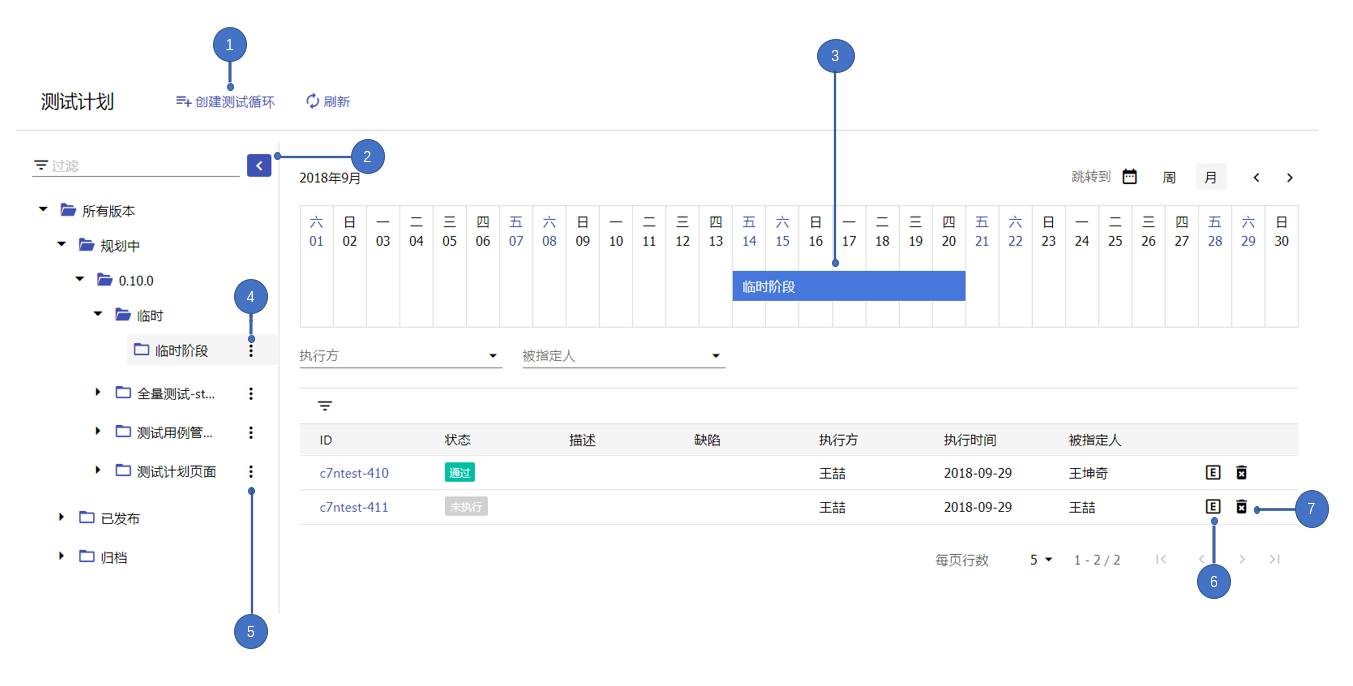 1
3
测试计划
创建测试循环
刷新
2
过滤
2018年9月
跳转到
周
月
所有版本
规划中
0.10.0
4
临时
临时阶段
全量测试-st...
测试用例管...
测试计划页面
已发布
归档
5
六 日 一 二 三 四 五 六 日 一 二 三 四 五 六 日 一 二 三 四 五 六 日 一 二 三 四 五 六 日
01 02 03 04 05 06 07 08 09 10 11 12 13 14 15 16 17 18 19 20 21 22 23 24 25 26 27 28 29 30
临时阶段
执行方
被指定人
ID 状态 描述 缺陷 执行方 执行时间 被指定人
c7ntest-410 通过 王喆 2018-09-29 王坤奇 E
c7ntest-411 未执行 王喆 2018-09-29 王喆 E
7
每页行数 5 1 - 2 / 2
6